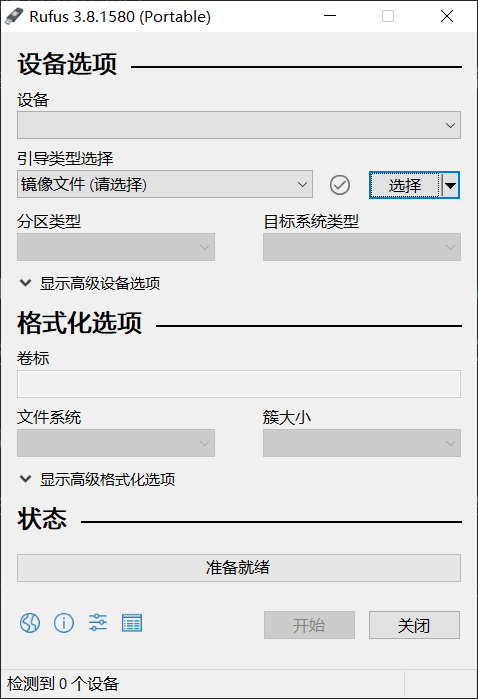 Rufus 3.8.1580 (Portable)
设备选项
设备
引导类型选择
镜像文件 (请选择)
选择
分区类型
目标系统类型
显示高级设备选项
格式化选项
卷标
文件系统
簇大小
显示高级格式化选项
状态
准备就绪
开始
关闭
检测到 0 个设备